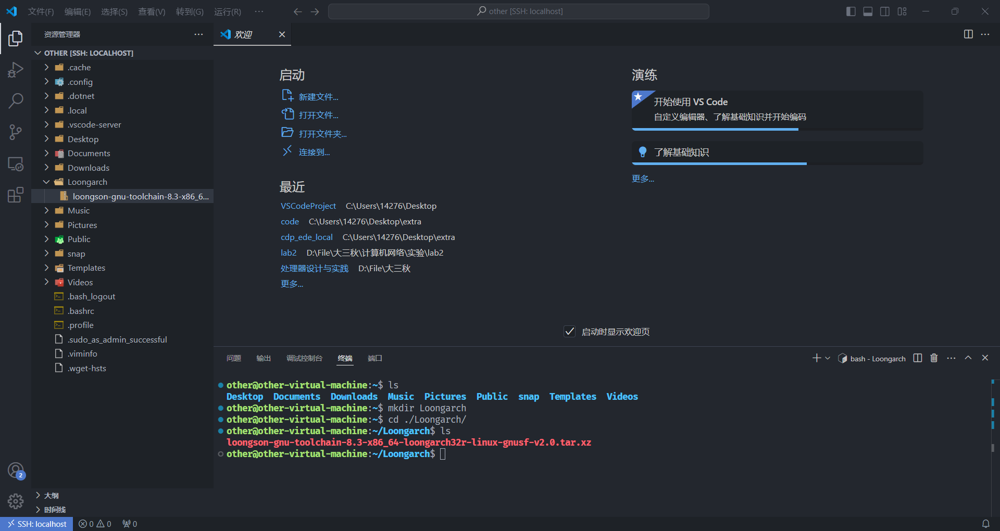 文件(F) 编辑(E) 选择(S) 查看(V) 转到(G) 运行(R) ··· other [SSH: localhost]
资源管理器 ···
欢迎
OTHER [SSH: LOCALHOST]
.cache
.config
.dotnet
.local
.vscode-server
Desktop
Documents
Downloads
Loongarch
loongson-gnu-toolchain-8.3-x86_6...
Music
Pictures
Public
snap
Templates
Videos
.bash_logout
.bashrc
.profile
.sudo_as_admin_successful
.viminfo
.wget-hsts
大纲
时间线
启动
新建文件...
打开文件...
打开文件夹...
连接到...
最近
VSCodeProject C:\Users\14276\Desktop
code C:\Users\14276\Desktop\extra
cdp_ede_local C:\Users\14276\Desktop\extra
lab2 D:\File\大三秋\计算机网络\实验\lab2
处理器设计与实践 D:\File\大三秋
更多...
演练
开始使用 VS Code
自定义编辑器、了解基础知识并开始编码
了解基础知识
更多...
启动时显示欢迎页
问题 输出 调试控制台 终端 端口 bash - Loongarch
other@other-virtual-machine:~$ ls
Desktop Documents Downloads Music Pictures Public snap Templates Videos
other@other-virtual-machine:~$ mkdir Loongarch
other@other-virtual-machine:~$ cd ./Loongarch/
other@other-virtual-machine:~/Loongarch$ ls
loongson-gnu-toolchain-8.3-x86_64-loongarch32r-linux-gnusf-v2.0.tar.xz
other@other-virtual-machine:~/Loongarch$
2
SSH: localhost 0 0 0